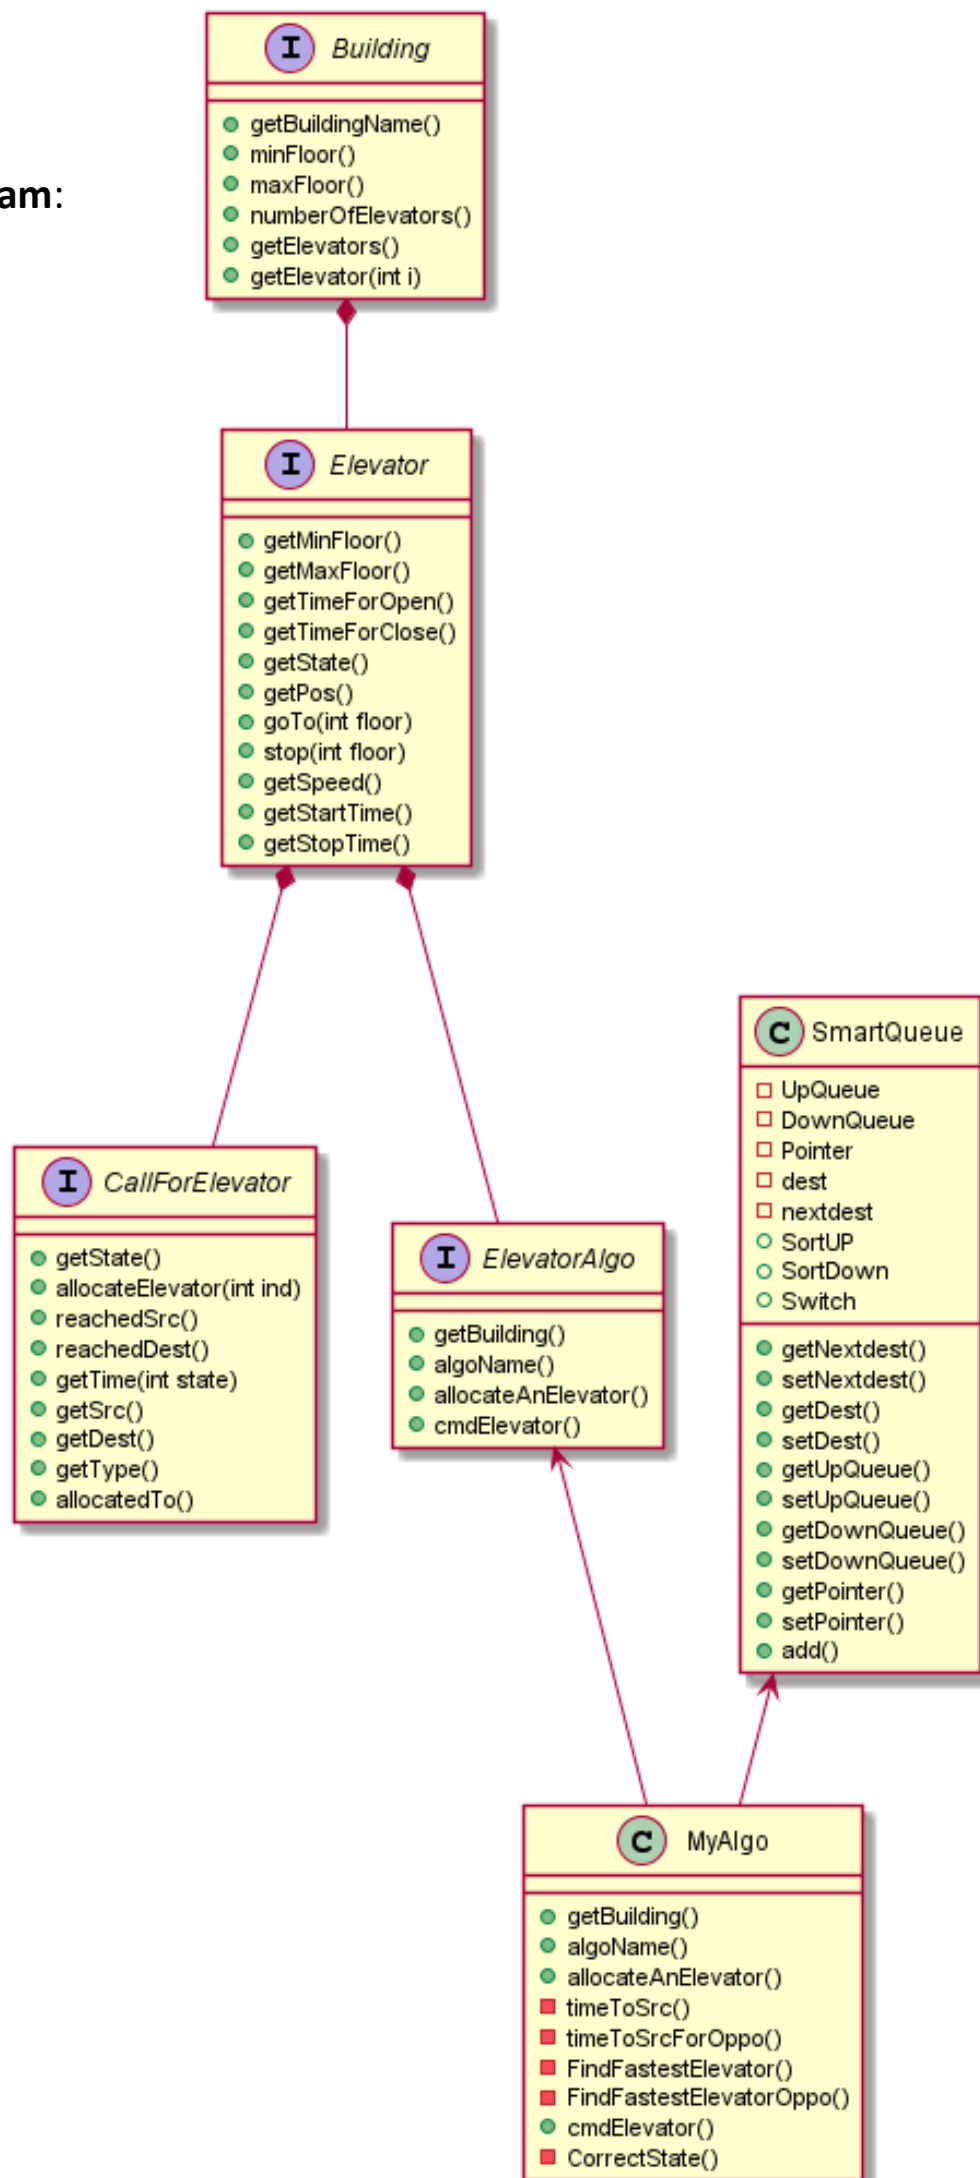 I Building
getBuildingName()
minFloor()
maxFloor()
am:
numberOfElevators()
getElevators()
getElevator(int i)
I Elevator
getMinFloor()
getMaxFloor()
getTimeForOpen()
getTimeForClose()
getState()
getPos()
goTo(int floor)
stop(int floor)
getSpeed()
getStartTime()
getStopTime()
C SmartQueue
UpQueue
DownQueue
Pointer
dest
nextdest
SortUP
SortDown
Switch
getNextdest()
setNextdest()
getDest()
setDest()
getUpQueue()
setUpQueue()
getDownQueue()
setDownQueue()
getPointer()
setPointer()
add()
I CallForElevator
getState()
allocateElevator(int ind)
reachedSrc()
reachedDest()
getTime(int state)
getSrc()
getDest()
getType()
allocatedTo()
I ElevatorAlgo
getBuilding()
algoName()
allocateAnElevator()
cmdElevator()
C MyAlgo
getBuilding()
algoName()
allocateAnElevator()
timeToSrc()
timeToSrcForOppo()
FindFastestElevator()
FindFastestElevatorOppo()
cmdElevator()
CorrectState()